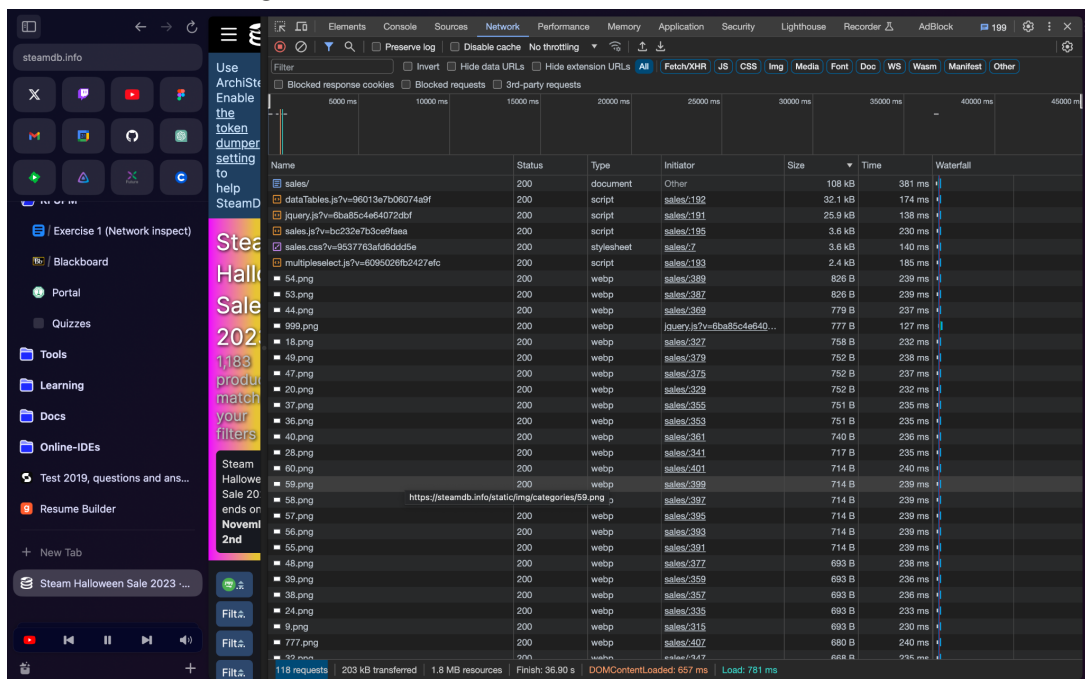 steamdb.info
Exercise 1 (Network inspect)
Bb / Blackboard
Portal
Quizzes
Tools
Learning
Docs
Online-IDEs
Test 2019, questions and ans...
Resume Builder
+ New Tab
Steam Halloween Sale 2023 ·...
Use
ArchiSte
Enable
the
token
dumper
setting
to
help
SteamD
Stea
Hallo
Sale
202
1,183
produ
match
your
filters
Steam
Hallowe
Sale 20
ends on
Novem
2nd
Filt
Filt
Filt
Elements Console Sources Network Performance Memory Application Security Lighthouse Recorder AdBlock 199
Preserve log Disable cache No throttling
Filter Invert Hide data URLs Hide extension URLs All Fetch/XHR JS CSS Img Media Font Doc WS Wasm Manifest Other
Blocked response cookies Blocked requests 3rd-party requests
5000 ms 10000 ms 15000 ms 20000 ms 25000 ms 30000 ms 35000 ms 40000 ms 45000 m
Name Status Type Initiator Size Time Waterfall
sales/ 200 document Other 108 kB 381 ms
dataTables.js?v=96013e7b06074a9f 200 script sales/:192 32.1 kB 174 ms
jquery.js?v=6ba85c4e64072dbf 200 script sales/:191 25.9 kB 138 ms
sales.js?v=bc232e7b3ce9faea 200 script sales/:195 3.6 kB 230 ms
sales.css?v=9537763afd6ddd5e 200 stylesheet sales/:7 3.6 kB 140 ms
multipleselect.js?v=6095026fb2427efc 200 script sales/:193 2.4 kB 185 ms
54.png 200 webp sales/:389 826 B 239 ms
53.png 200 webp sales/:387 826 B 239 ms
44.png 200 webp sales/:369 779 B 237 ms
999.png 200 webp jquery.js?v=6ba85c4e640... 777 B 127 ms
18.png 200 webp sales/:327 758 B 232 ms
49.png 200 webp sales/:379 752 B 238 ms
47.png 200 webp sales/:375 752 B 237 ms
20.png 200 webp sales/:329 752 B 232 ms
37.png 200 webp sales/:355 751 B 235 ms
36.png 200 webp sales/:353 751 B 235 ms
40.png 200 webp sales/:361 740 B 236 ms
28.png 200 webp sales/:341 717 B 235 ms
60.png 200 webp sales/:401 714 B 240 ms
59.png 200 webp sales/:399 714 B 239 ms
58.png https://steamdb.info/static/img/categories/59.png sales/:397 714 B 239 ms
57.png 200 webp sales/:395 714 B 239 ms
56.png 200 webp sales/:393 714 B 239 ms
55.png 200 webp sales/:391 714 B 239 ms
48.png 200 webp sales/:377 693 B 238 ms
39.png 200 webp sales/:359 693 B 236 ms
38.png 200 webp sales/:357 693 B 236 ms
24.png 200 webp sales/:335 693 B 233 ms
9.png 200 webp sales/:315 693 B 230 ms
777.png 200 webp sales/:407 680 B 240 ms
32.png 200 webp sales/:347 668 B 235 ms
118 requests 203 kB transferred 1.8 MB resources Finish: 36.90 s DOMContentLoaded: 657 ms Load: 781 ms